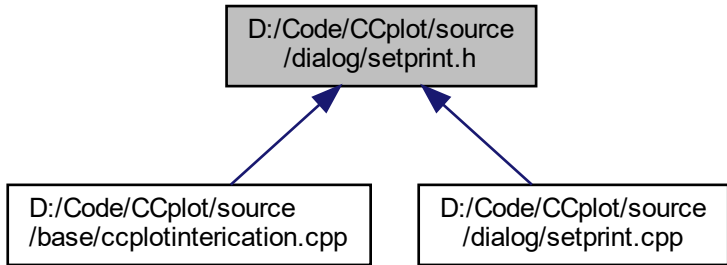 D:/Code/CCplot/source
/dialog/setprint.h
D:/Code/CCplot/source
/base/ccplotinterication.cpp
D:/Code/CCplot/source
/dialog/setprint.cpp